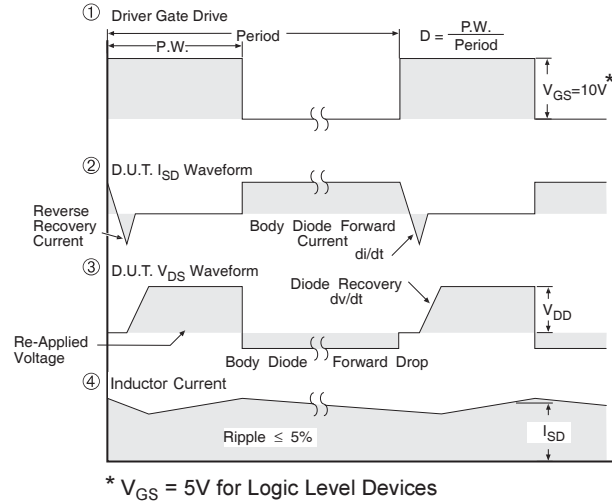 ① Driver Gate Drive
P.W.
Period
D = P.W. / Period
V_GS=10V*
② D.U.T. I_SD Waveform
Reverse
Recovery
Current
Body Diode Forward
Current
di/dt
③ D.U.T. V_DS Waveform
Diode Recovery
dv/dt
V_DD
Re-Applied
Voltage
Body Diode Forward Drop
④ Inductor Current
Ripple ≤ 5%
I_SD
* V_GS = 5V for Logic Level Devices